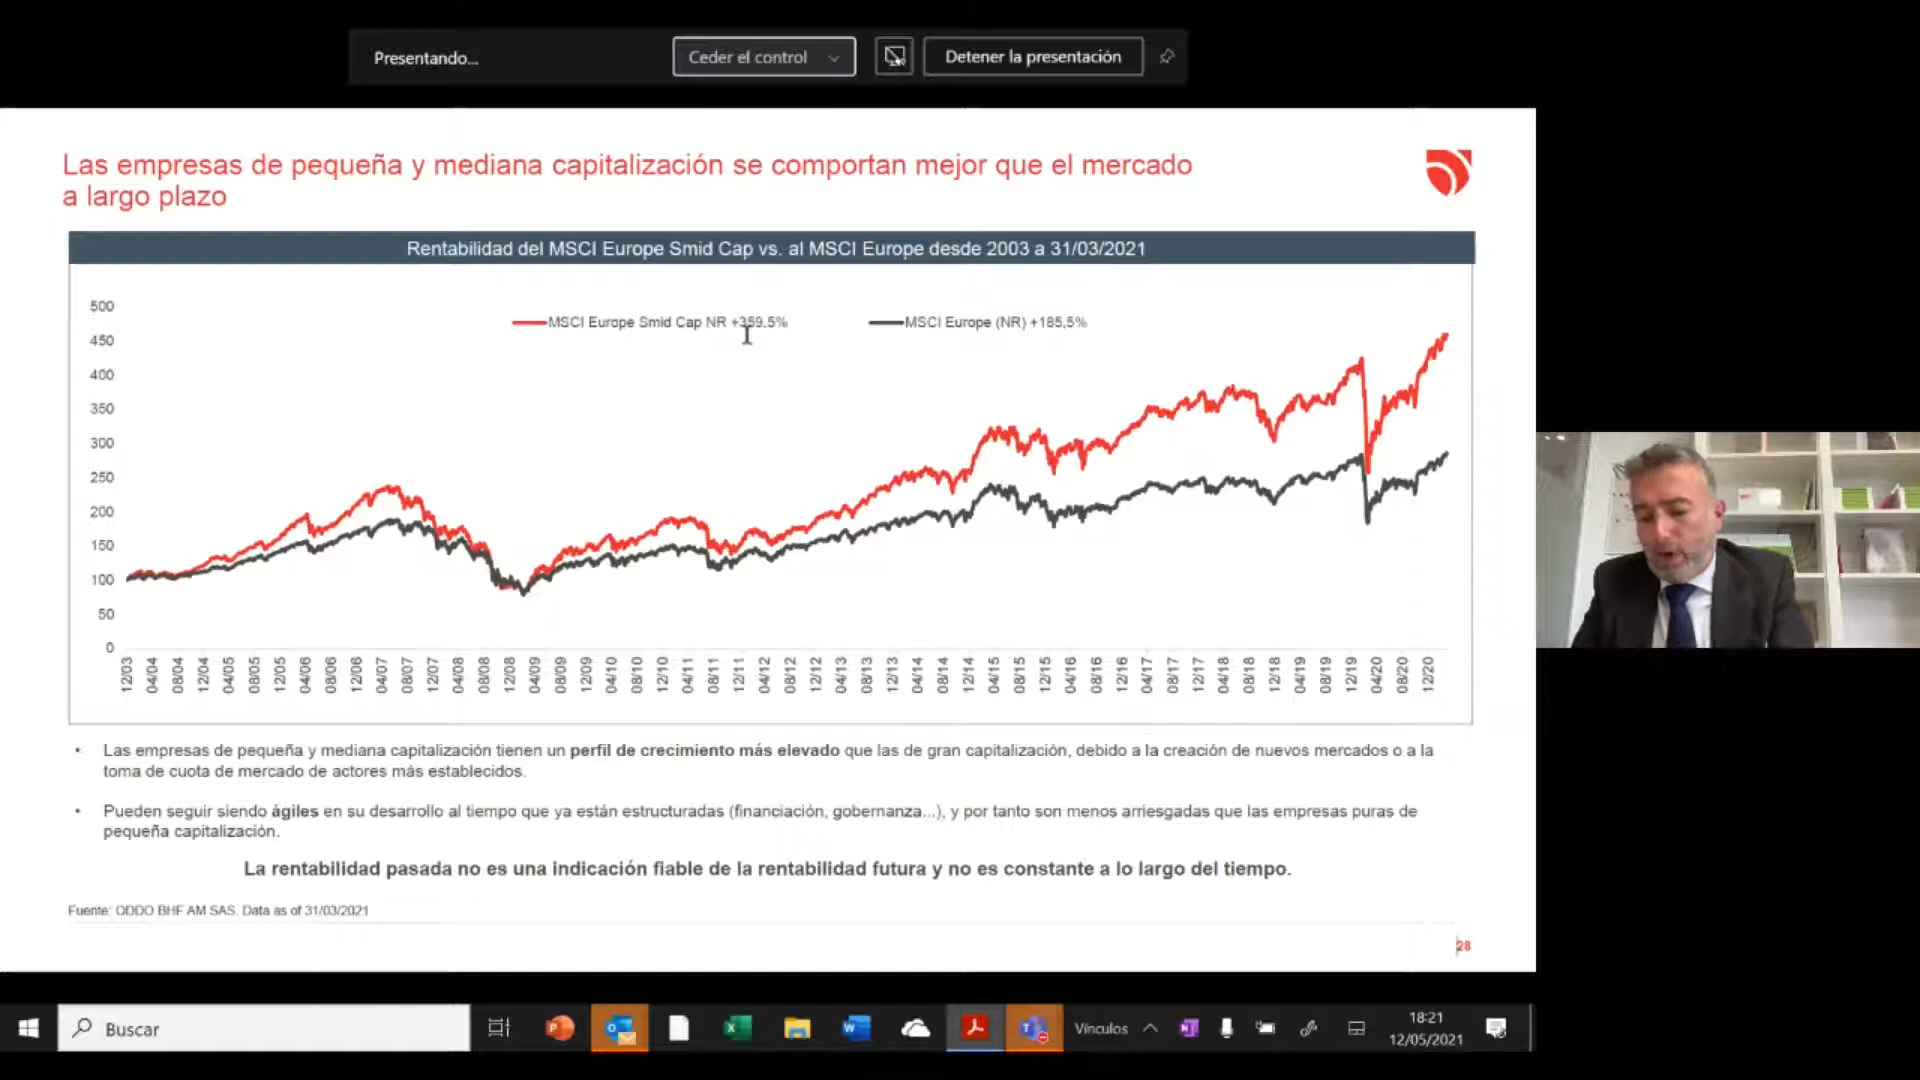 Presentando...
Ceder el control
Detener la presentación
Las empresas de pequeña y mediana capitalización se comportan mejor que el mercado
a largo plazo
Rentabilidad del MSCI Europe Smid Cap vs. al MSCI Europe desde 2003 a 31/03/2021
MSCI Europe Smid Cap NR +359,5%
MSCI Europe (NR) +185,5%
500
450
400
350
300
250
200
150
100
50
0
12/03 04/04 08/04 12/04 04/05 08/05 12/05 04/06 08/06 12/06 04/07 08/07 12/07 04/08 08/08 12/08 04/09 08/09 12/09 04/10 08/10 12/10 04/11 08/11 12/11 04/12 08/12 12/12 04/13 08/13 12/13 04/14 08/14 12/14 04/15 08/15 12/15 04/16 08/16 12/16 04/17 08/17 12/17 04/18 08/18 12/18 04/19 08/19 12/19 04/20 08/20 12/20
• Las empresas de pequeña y mediana capitalización tienen un perfil de crecimiento más elevado que las de gran capitalización, debido a la creación de nuevos mercados o a la
toma de cuota de mercado de actores más establecidos.
• Pueden seguir siendo ágiles en su desarrollo al tiempo que ya están estructuradas (financiación, gobernanza...), y por tanto son menos arriesgadas que las empresas puras de
pequeña capitalización.
La rentabilidad pasada no es una indicación fiable de la rentabilidad futura y no es constante a lo largo del tiempo.
Fuente: ODDO BHF AM SAS. Data as of 31/03/2021
28
Buscar
Vínculos
18:21
12/05/2021